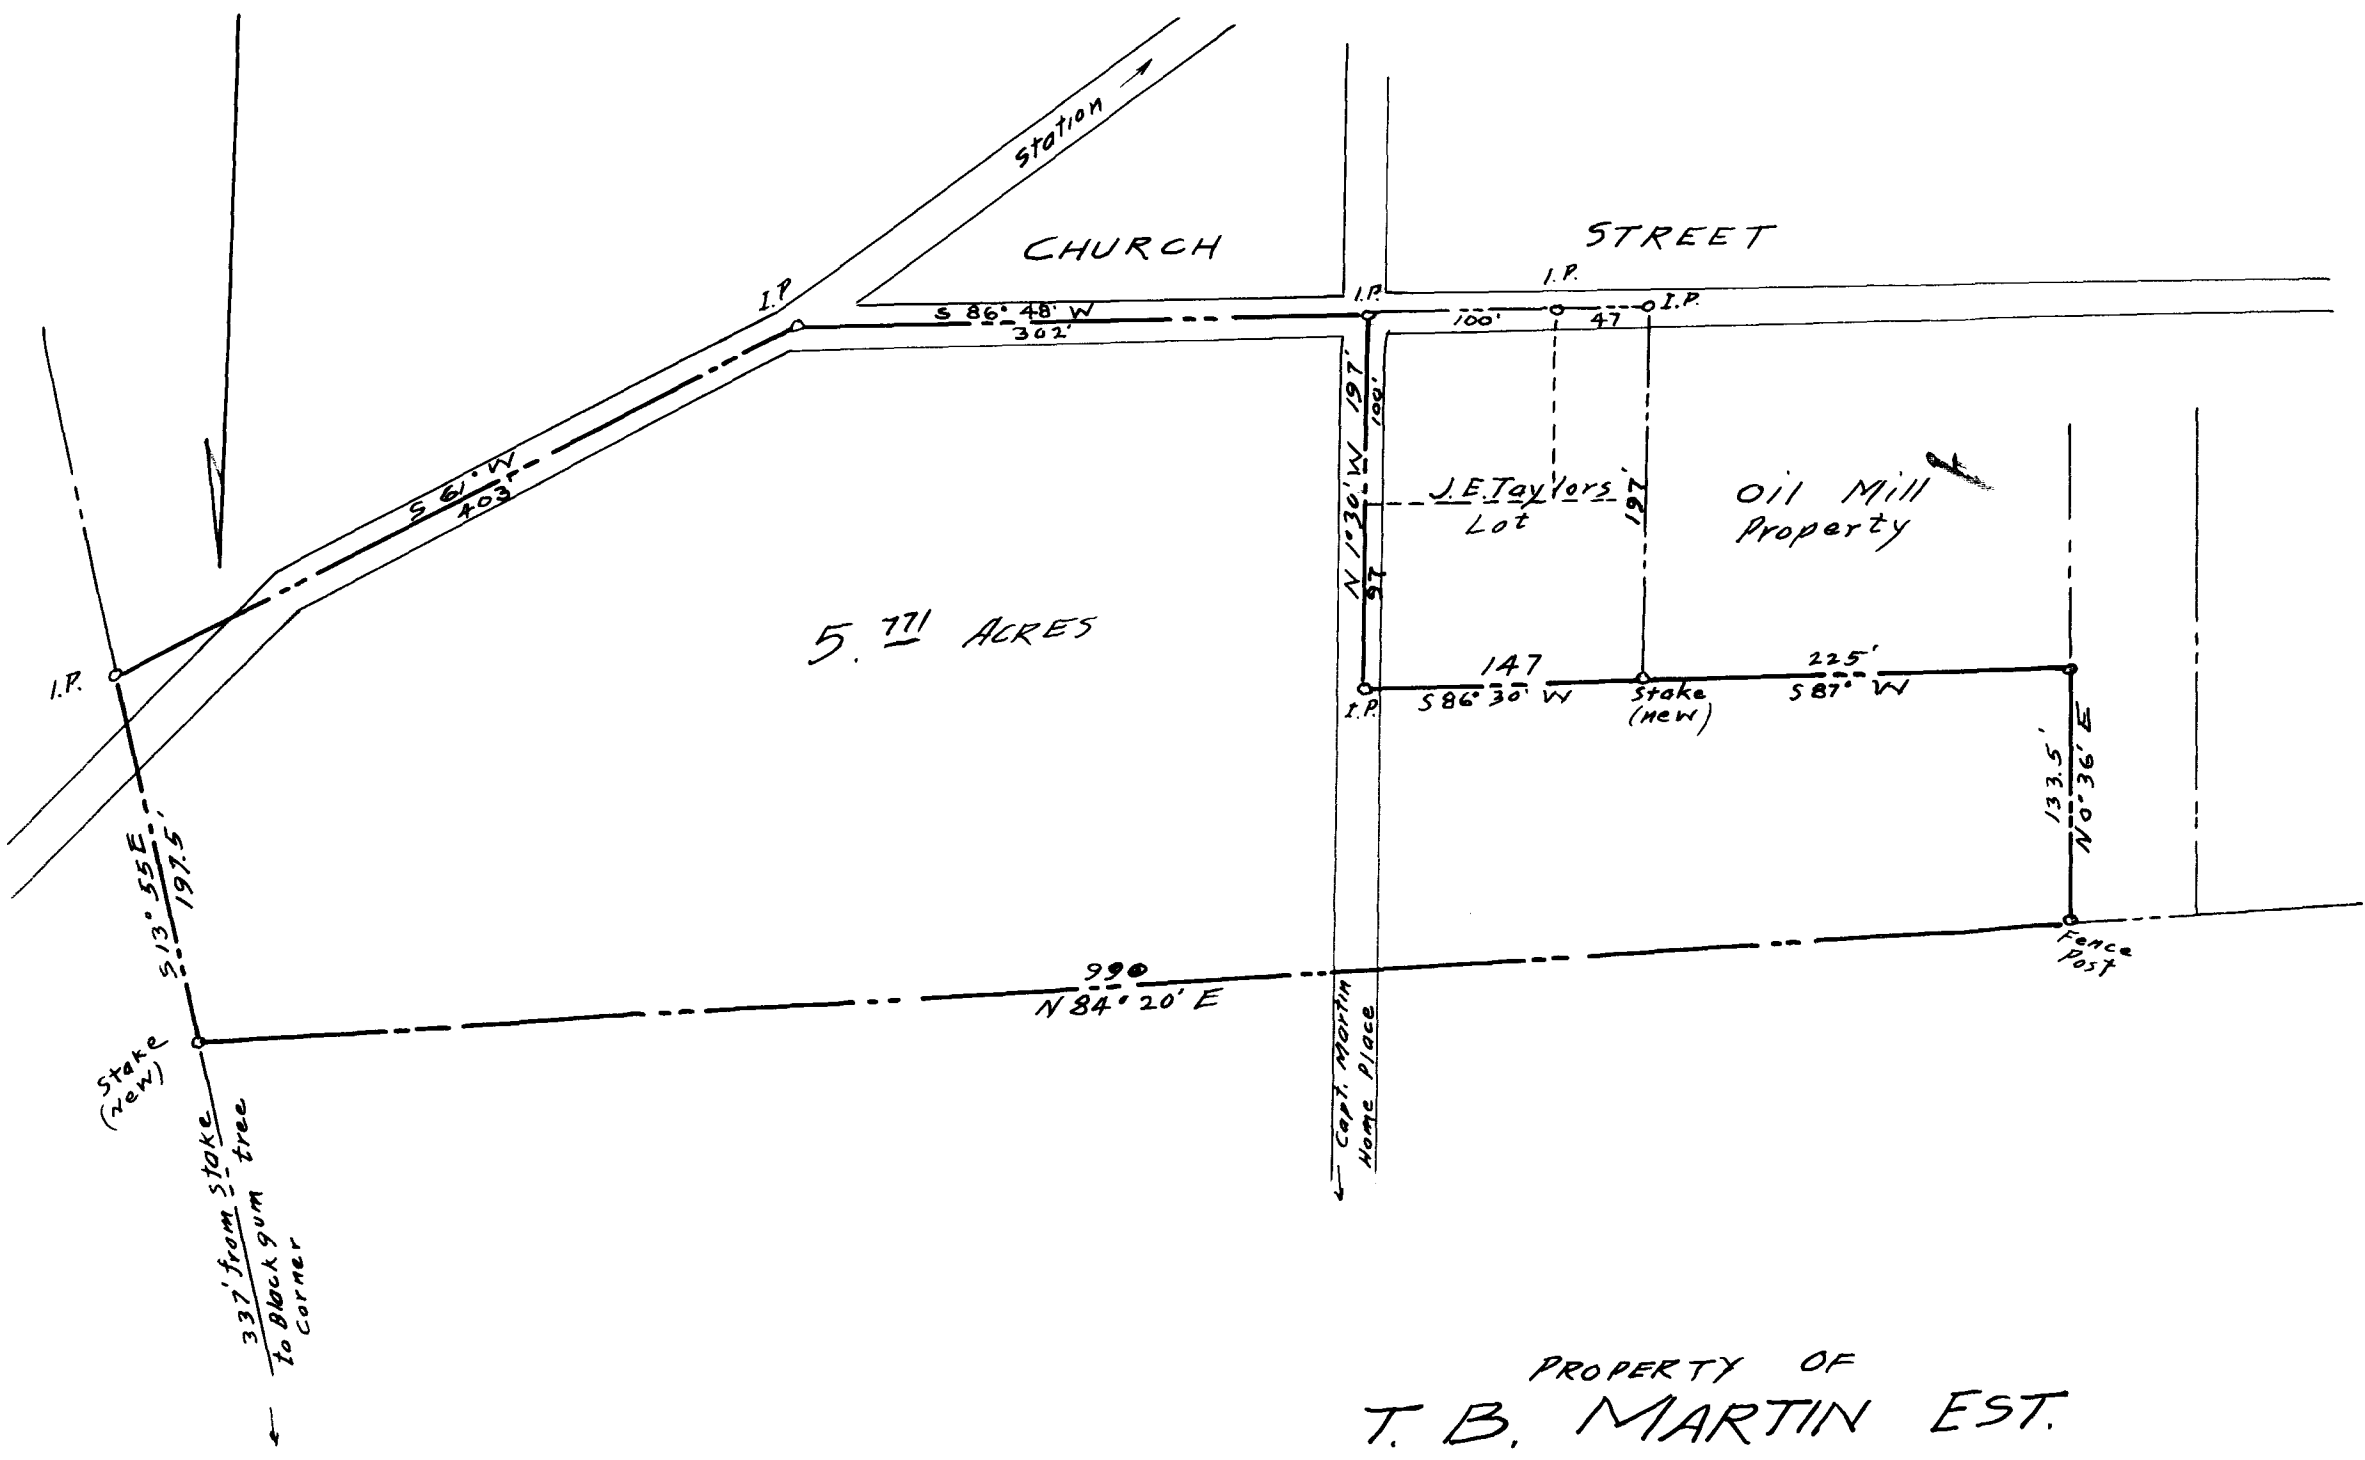 Station
CHURCH STREET
I.P.
I.P.
I.P.
I.P.
S 86° 48' W
302'
100'
47
S 61° W
403'
N 1° 30' W 197'
100'
97
J.E. Taylors
Lot
197'
Oil Mill
Property
5.771 ACRES
I.P.
I.P.
147
S 86° 30' W
Stake
(new)
225'
S 87° W
133.5'
N 0° 36' E
S 13° 55 E
197.5'
Fence
Post
990
N 84° 20' E
Stake
(new)
Capt. Martin
Home Place
337' from Stake
to Black gum tree
Corner
PROPERTY OF
T. B. MARTIN EST.